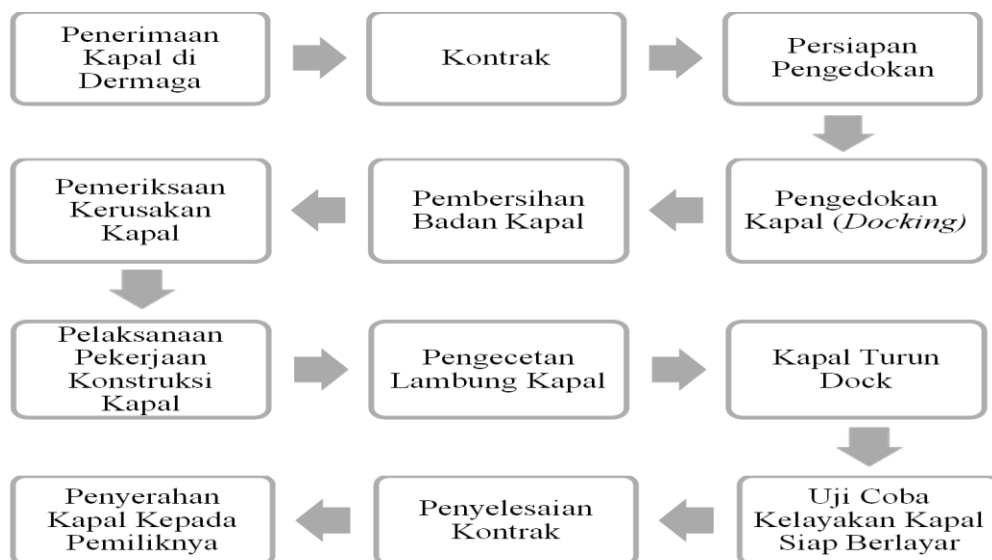 Penerimaan
Kapal di
Dermaga
Kontrak
Persiapan
Pengedokan
Pengedokan
Kapal (Docking)
Pembersihan
Badan Kapal
Pemeriksaan
Kerusakan
Kapal
Pelaksanaan
Pekerjaan
Konstruksi
Kapal
Pengecetan
Lambung Kapal
Kapal Turun
Dock
Uji Coba
Kelayakan Kapal
Siap Berlayar
Penyelesaian
Kontrak
Penyerahan
Kapal Kepada
Pemiliknya